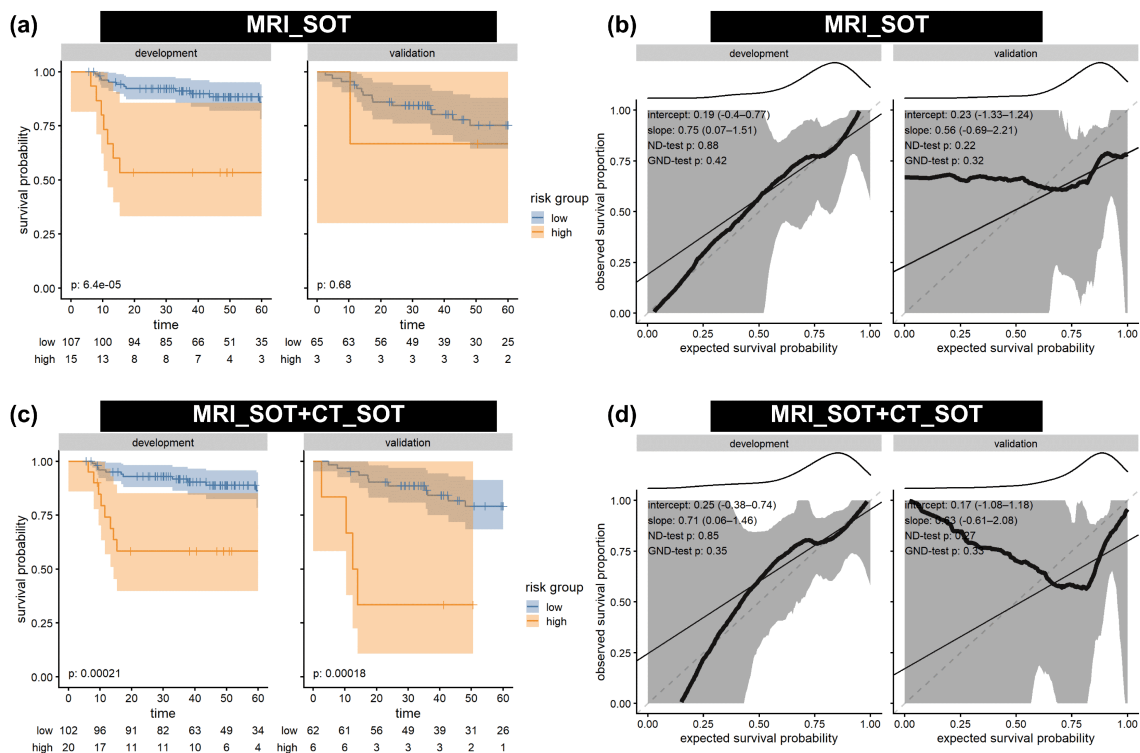 (a)
MRI_SOT
development
validation
survival probability
1.00
0.75
0.50
0.25
0.00
p: 6.4e-05
p: 0.68
0 10 20 30 40 50 60
0 10 20 30 40 50 60
time
risk group
low
high
low 107 100 94 85 66 51 35
high 15 13 8 8 7 4 3
low 65 63 56 49 39 30 25
high 3 3 3 3 3 3 2
(b)
MRI_SOT
development
validation
observed survival proportion
1.00
0.75
0.50
0.25
0.00
intercept: 0.19 (-0.4–0.77)
slope: 0.75 (0.07–1.51)
ND-test p: 0.88
GND-test p: 0.42
intercept: 0.23 (-1.33–1.24)
slope: 0.56 (-0.69–2.21)
ND-test p: 0.22
GND-test p: 0.32
0.00 0.25 0.50 0.75 1.00
0.00 0.25 0.50 0.75 1.00
expected survival probability
expected survival probability
(c)
MRI_SOT+CT_SOT
development
validation
survival probability
1.00
0.75
0.50
0.25
0.00
p: 0.00021
p: 0.00018
0 10 20 30 40 50 60
0 10 20 30 40 50 60
time
risk group
low
high
low 102 96 91 82 63 49 34
high 20 17 11 11 10 6 4
low 62 61 56 49 39 31 26
high 6 6 3 3 3 2 1
(d)
MRI_SOT+CT_SOT
development
validation
observed survival proportion
1.00
0.75
0.50
0.25
0.00
intercept: 0.25 (-0.38–0.74)
slope: 0.71 (0.06–1.46)
ND-test p: 0.85
GND-test p: 0.35
intercept: 0.17 (-1.08–1.18)
slope: 0.63 (-0.61–2.08)
ND-test p: 0.27
GND-test p: 0.33
0.00 0.25 0.50 0.75 1.00
0.00 0.25 0.50 0.75 1.00
expected survival probability
expected survival probability